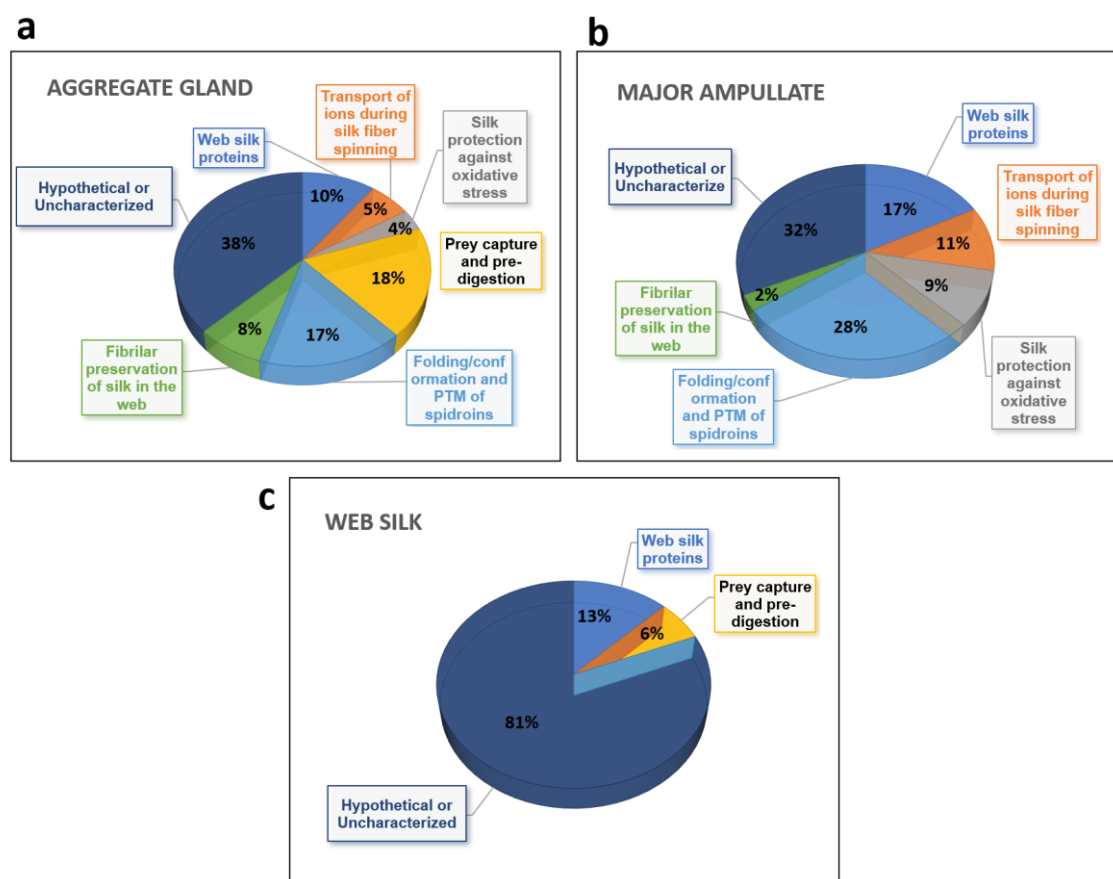 a
AGGREGATE GLAND
Web silk
proteins
Transport of
ions during
silk fiber
spinning
Silk
protection
against
oxidative
stress
Hypothetical or
Uncharacterized
10%
5%
4%
38%
18%
Prey capture
and pre-
digestion
8%
17%
Fibrilar
preservation
of silk in the
web
Folding/conf
ormation and
PTM of
spidroins
b
MAJOR AMPULLATE
Web silk
proteins
Hypothetical or
Uncharacterize
Transport of ions
during silk fiber
spinning
17%
32%
11%
9%
2%
28%
Fibrilar
preservation of
silk in the web
Folding/conf
ormation and
PTM of
spidroins
Silk
protection
against
oxidative
stress
c
WEB SILK
Web silk
proteins
Prey capture
and pre-
digestion
13%
6%
81%
Hypothetical or
Uncharacterized